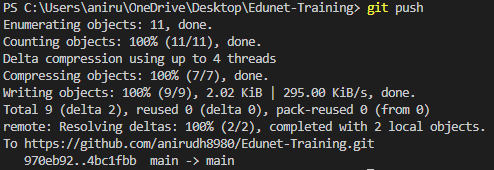 PS C:\Users\aniru\OneDrive\Desktop\Edunet-Training> git push
Enumerating objects: 11, done.
Counting objects: 100% (11/11), done.
Delta compression using up to 4 threads
Compressing objects: 100% (7/7), done.
Writing objects: 100% (9/9), 2.02 KiB | 295.00 KiB/s, done.
Total 9 (delta 2), reused 0 (delta 0), pack-reused 0 (from 0)
remote: Resolving deltas: 100% (2/2), completed with 2 local objects.
To https://github.com/anirudh8980/Edunet-Training.git
   970eb92..4bc1fbb  main -> main